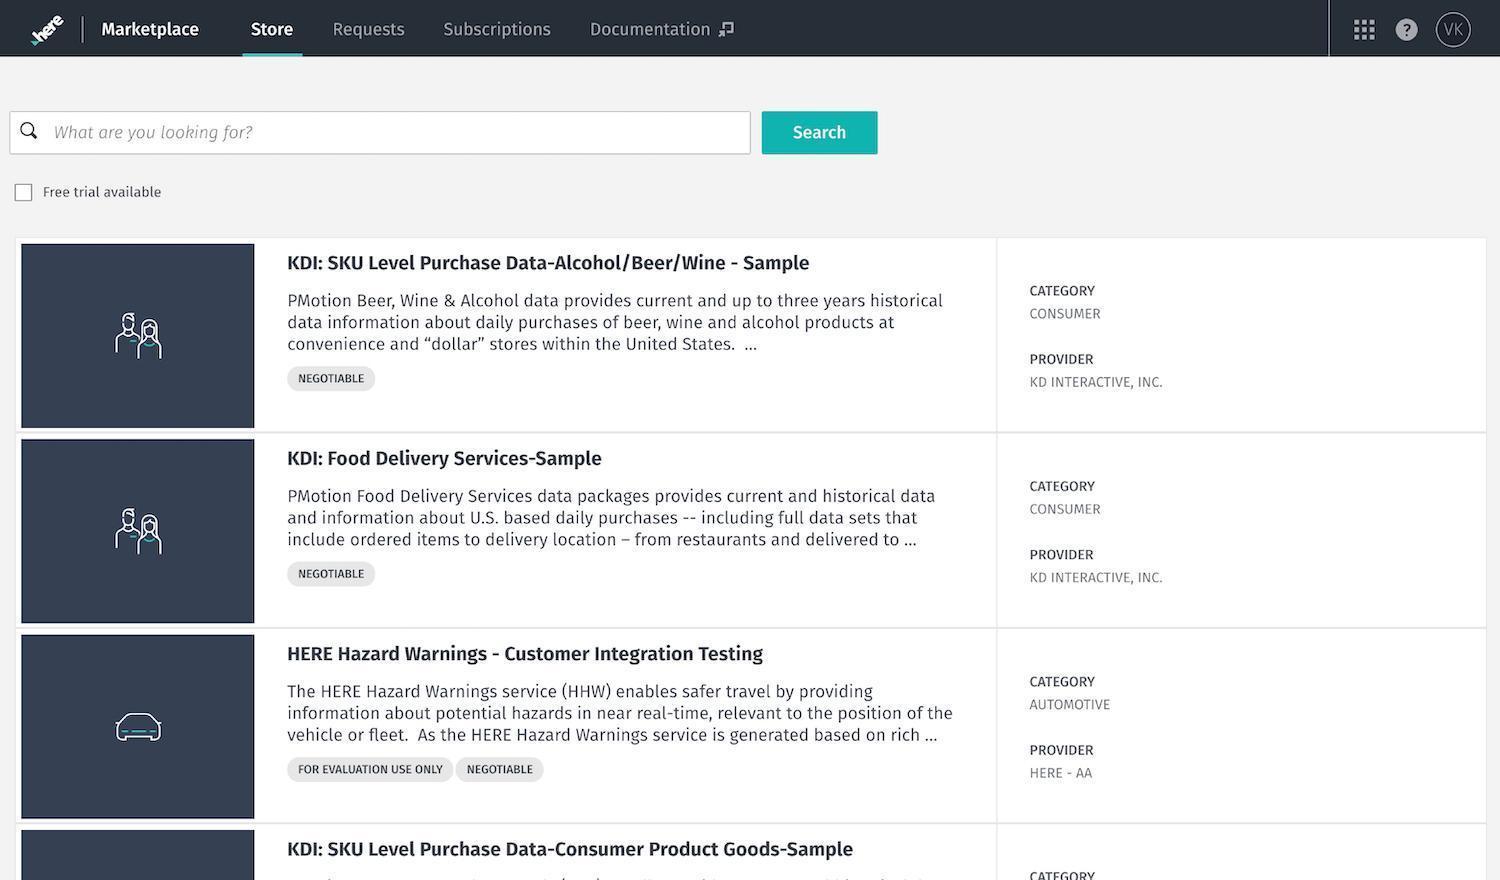 here Marketplace Store Requests Subscriptions Documentation ? VK
What are you looking for? Search
Free trial available
KDI: SKU Level Purchase Data-Alcohol/Beer/Wine - Sample
PMotion Beer, Wine & Alcohol data provides current and up to three years historical
data information about daily purchases of beer, wine and alcohol products at
convenience and “dollar” stores within the United States. ...
NEGOTIABLE
CATEGORY
CONSUMER
PROVIDER
KD INTERACTIVE, INC.
KDI: Food Delivery Services-Sample
PMotion Food Delivery Services data packages provides current and historical data
and information about U.S. based daily purchases -- including full data sets that
include ordered items to delivery location – from restaurants and delivered to ...
NEGOTIABLE
CATEGORY
CONSUMER
PROVIDER
KD INTERACTIVE, INC.
HERE Hazard Warnings - Customer Integration Testing
The HERE Hazard Warnings service (HHW) enables safer travel by providing
information about potential hazards in near real-time, relevant to the position of the
vehicle or fleet. As the HERE Hazard Warnings service is generated based on rich ...
FOR EVALUATION USE ONLY NEGOTIABLE
CATEGORY
AUTOMOTIVE
PROVIDER
HERE - AA
KDI: SKU Level Purchase Data-Consumer Product Goods-Sample
CATEGORY